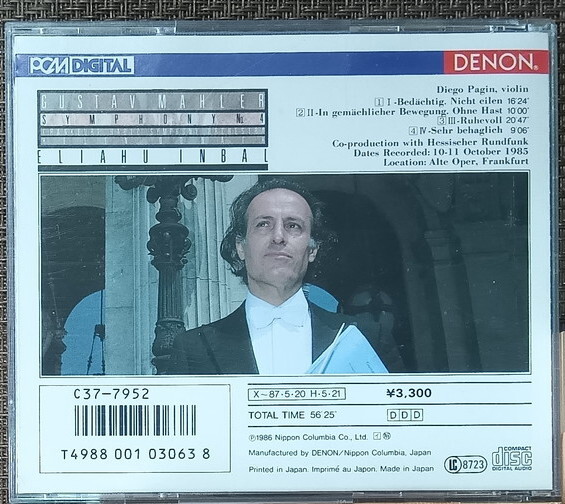 PCM DIGITAL
DENON®
Diego Pagin, violin
1 I-Bedächtig. Nicht eilen 16'24"
2 II-In gemächlicher Bewegung. Ohne Hast 10'00"
3 III-Ruhevoll 20'47"
4 IV-Sehr behaglich 9'06"
Co-production with Hessischer Rundfunk
Dates Recorded: 10-11 October 1985
Location: Alte Oper, Frankfurt
GUSTAV MAHLER
SYMPHONY No. 4
ELIAHU INBAL
C37-7952
T4988 001 03063 8
X~87·5·20 H·5·21
¥3,300
TOTAL TIME 56'25"
D D D
℗1986 Nippon Columbia Co., Ltd.
Manufactured by DENON/Nippon Columbia, Japan
Printed in Japan. Imprimé au Japon. Made in Japan
LC 8723
COMPACT disc DIGITAL AUDIO